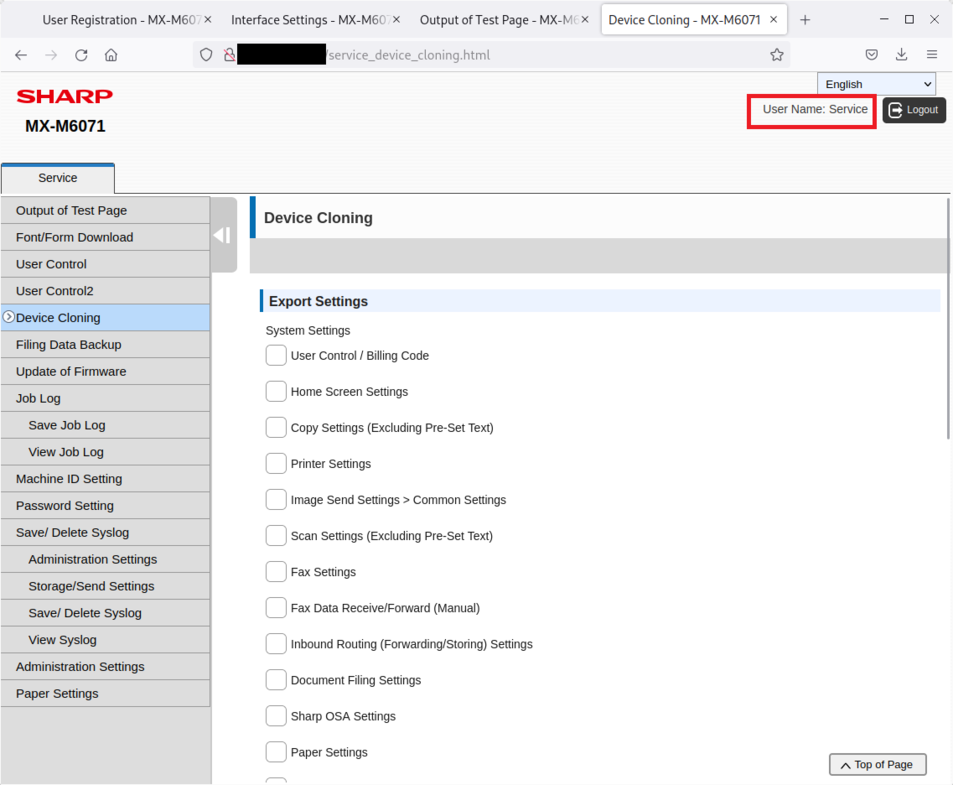 User Registration - MX-M607
Interface Settings - MX-M607
Output of Test Page - MX-M6
Device Cloning - MX-M6071
/service_device_cloning.html
English
SHARP
User Name: Service
Logout
MX-M6071
Service
Output of Test Page
Font/Form Download
User Control
User Control2
Device Cloning
Filing Data Backup
Update of Firmware
Job Log
Save Job Log
View Job Log
Machine ID Setting
Password Setting
Save/ Delete Syslog
Administration Settings
Storage/Send Settings
Save/ Delete Syslog
View Syslog
Administration Settings
Paper Settings
Device Cloning
Export Settings
System Settings
User Control / Billing Code
Home Screen Settings
Copy Settings (Excluding Pre-Set Text)
Printer Settings
Image Send Settings > Common Settings
Scan Settings (Excluding Pre-Set Text)
Fax Settings
Fax Data Receive/Forward (Manual)
Inbound Routing (Forwarding/Storing) Settings
Document Filing Settings
Sharp OSA Settings
Paper Settings
Top of Page